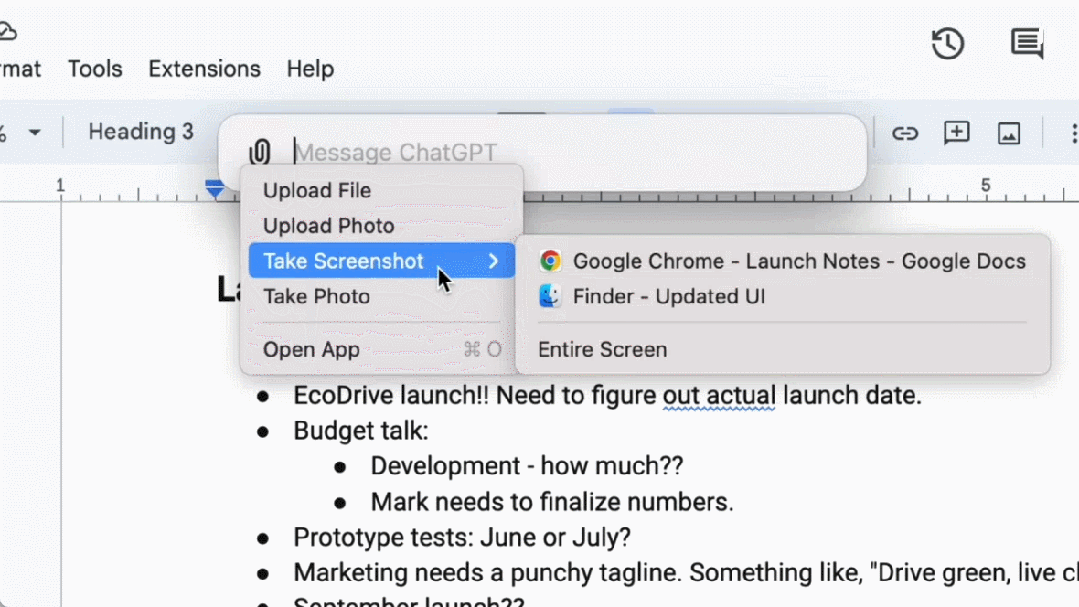 Tools Extensions Help
Heading 3
Message ChatGPT
1
5
Upload File
Upload Photo
Take Screenshot
Take Photo
Open App ⌘ O
Google Chrome - Launch Notes - Google Docs
Finder - Updated UI
Entire Screen
EcoDrive launch!! Need to figure out actual launch date.
Budget talk:
Development - how much??
Mark needs to finalize numbers.
Prototype tests: June or July?
Marketing needs a punchy tagline. Something like, "Drive green, live
September launch??